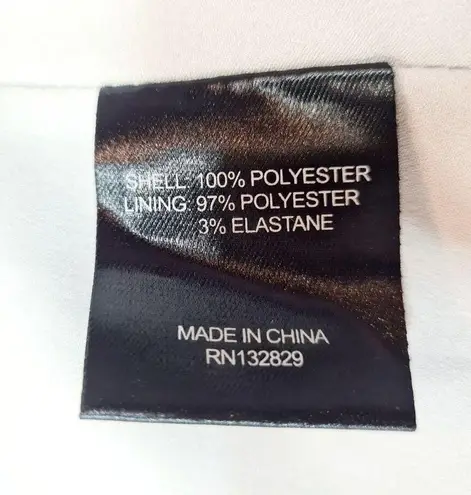 SHELL: 100% POLYESTER
LINING 97% POLYESTER
3% ELASTANE
MADE IN CHINA
RN132829